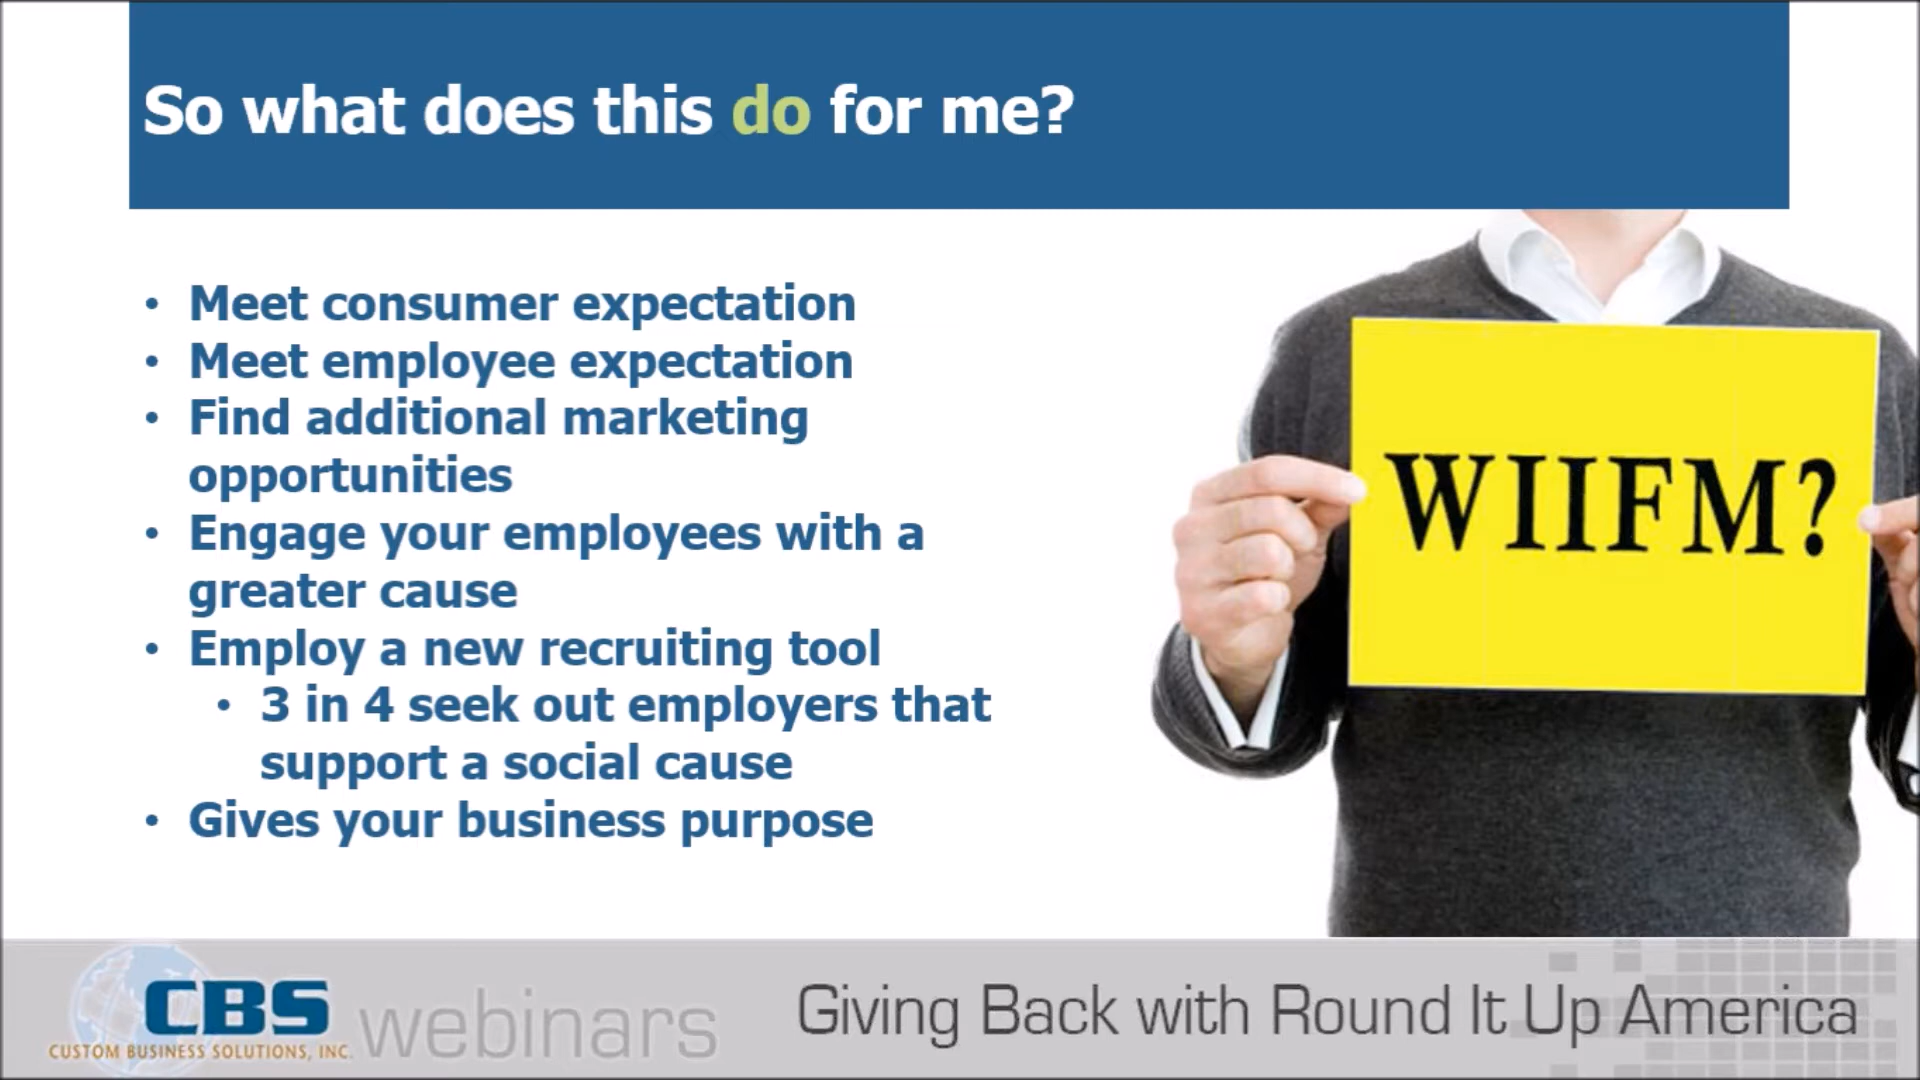 So what does this do for me?
• Meet consumer expectation
• Meet employee expectation
• Find additional marketing
opportunities
• Engage your employees with a
greater cause
• Employ a new recruiting tool
• 3 in 4 seek out employers that
support a social cause
• Gives your business purpose
WIIFM?
CBS
CUSTOM BUSINESS SOLUTIONS, INC.
webinars
Giving Back with Round It Up America